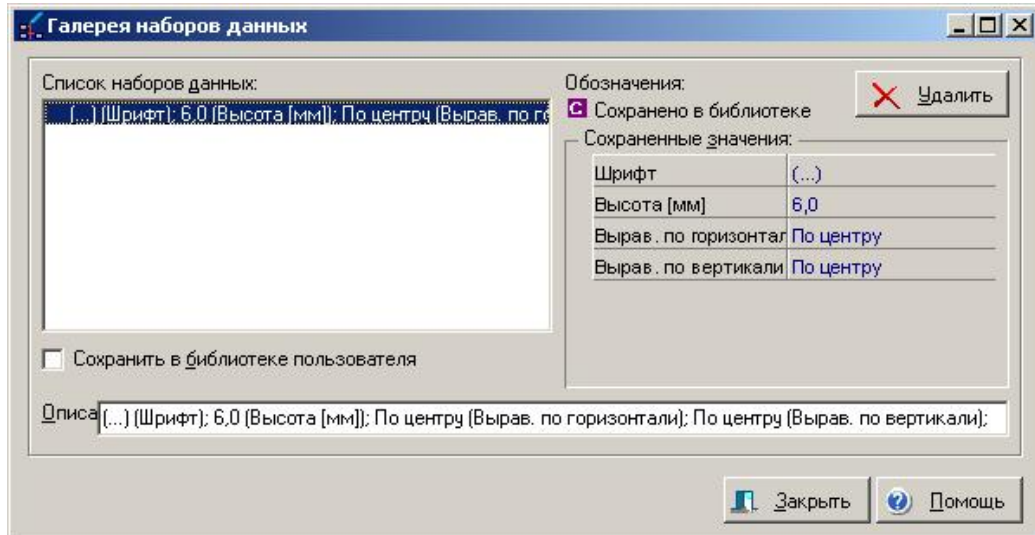 Галерея наборов данных
Список наборов данных:
(...) (Шрифт); 6,0 (Высота [мм]); По центру (Вырав. по го
Обозначения:
С Сохранено в библиотеке
Удалить
Сохраненные значения:
Шрифт (...)
Высота [мм] 6,0
Вырав. по горизонтал По центру
Вырав. по вертикали По центру
Сохранить в библиотеке пользователя
Описа (...) (Шрифт); 6,0 (Высота [мм]); По центру (Вырав. по горизонтали); По центру (Вырав. по вертикали);
Закрыть
Помощь